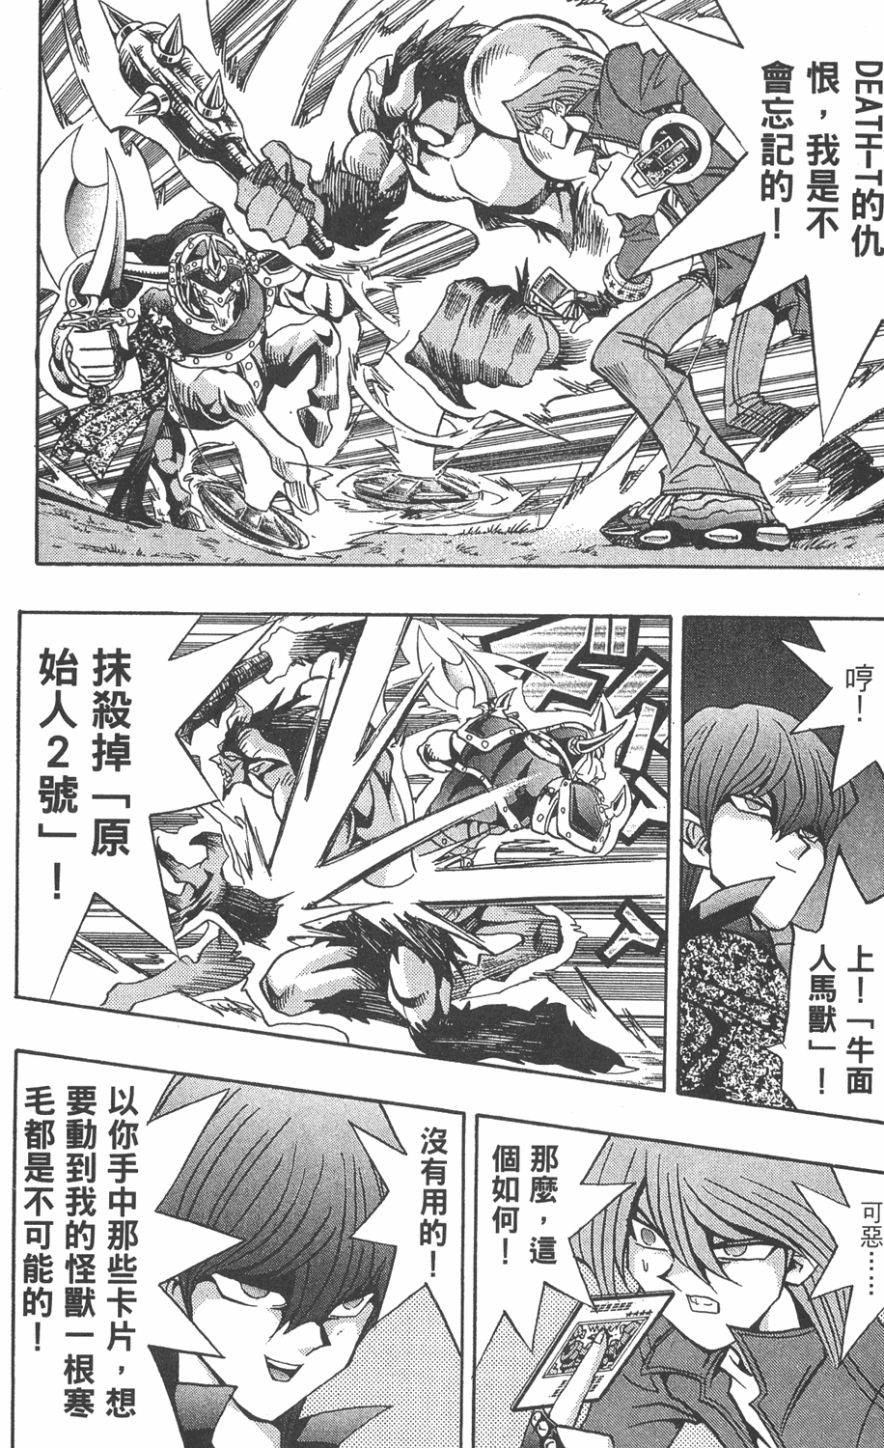 DEATH-T的仇
恨，我是不
會忘記的！
哼！
上！「牛面
人馬獸」！
抹殺掉「原
始人２號」！
可惡……
那麼，這
個如何！
沒有用的！
以你手中那些卡片，想
要動到我的怪獸一根寒
毛都是不可能的！